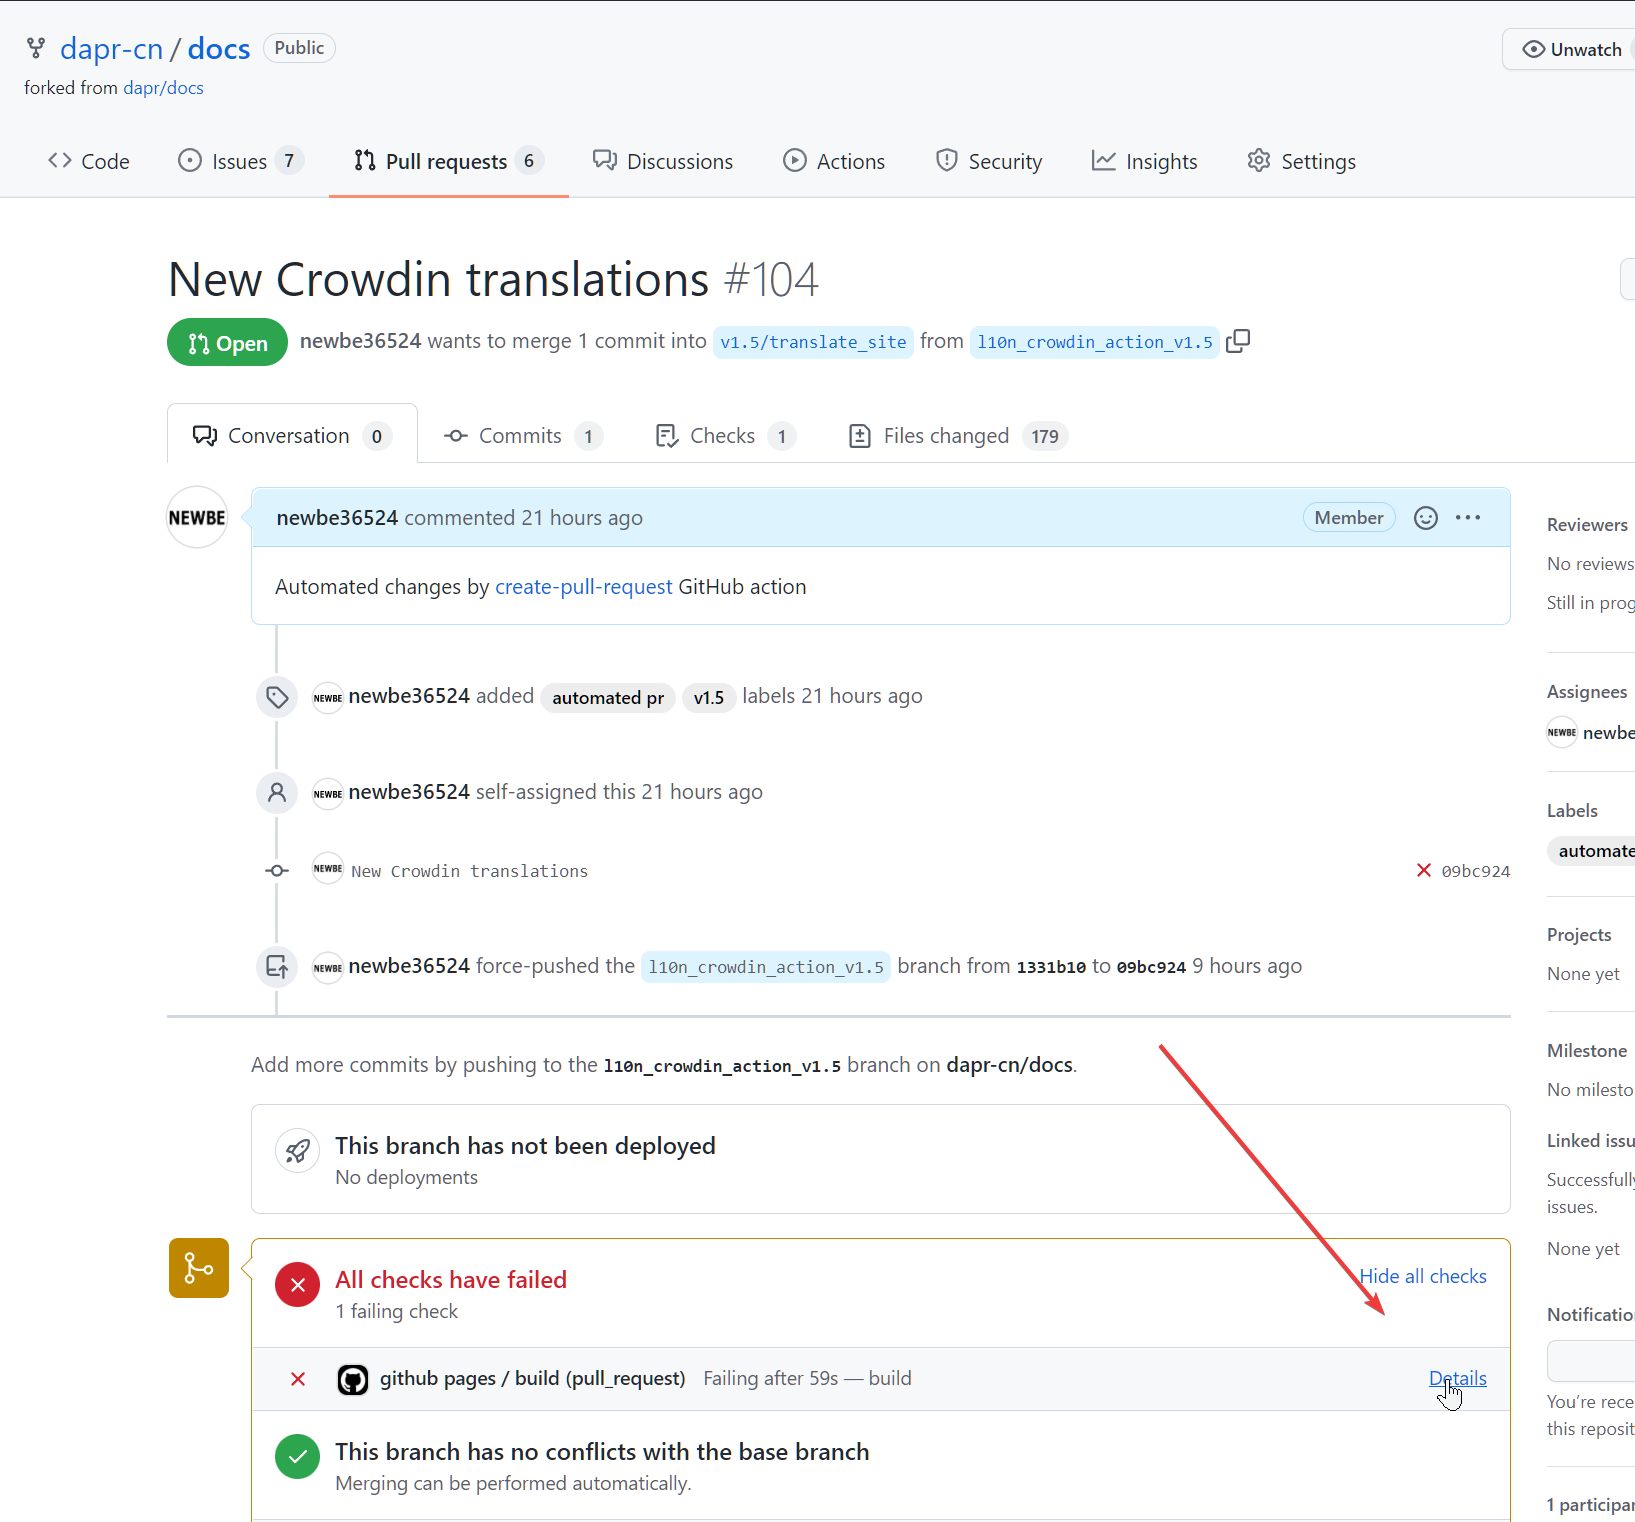 dapr-cn / docs Public
Unwatch
forked from dapr/docs
Code Issues 7 Pull requests 6 Discussions Actions Security Insights Settings
New Crowdin translations #104
Open newbe36524 wants to merge 1 commit into v1.5/translate_site from l10n_crowdin_action_v1.5
Conversation 0 Commits 1 Checks 1 Files changed 179
NEWBE
newbe36524 commented 21 hours ago Member
Automated changes by create-pull-request GitHub action
NEWBE newbe36524 added automated pr v1.5 labels 21 hours ago
NEWBE newbe36524 self-assigned this 21 hours ago
NEWBE New Crowdin translations 09bc924
NEWBE newbe36524 force-pushed the l10n_crowdin_action_v1.5 branch from 1331b10 to 09bc924 9 hours ago
Add more commits by pushing to the l10n_crowdin_action_v1.5 branch on dapr-cn/docs.
This branch has not been deployed
No deployments
All checks have failed Hide all checks
1 failing check
github pages / build (pull_request) Failing after 59s — build Details
This branch has no conflicts with the base branch
Merging can be performed automatically.
Reviewers
No reviews
Still in prog
Assignees
NEWBE newbe
Labels
automate
Projects
None yet
Milestone
No milesto
Linked issu
Successfully
issues.
None yet
Notificatio
You're rece
this reposit
1 participan